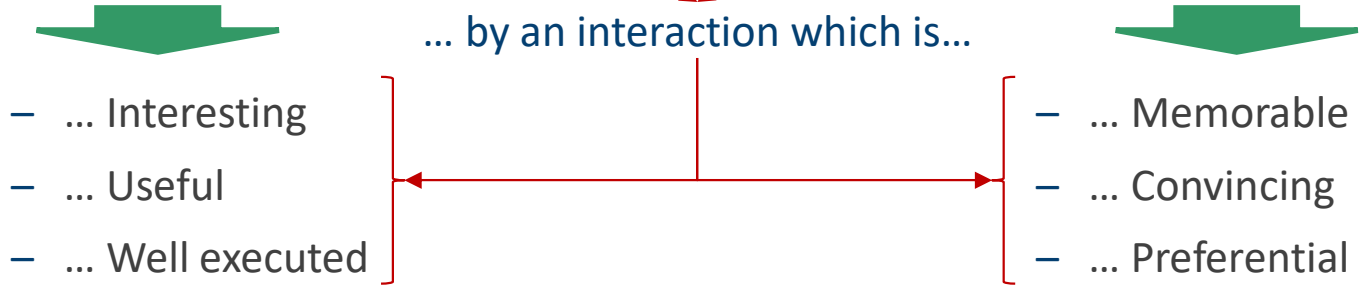 … by an interaction which is…
– … Interesting
– … Useful
– … Well executed
– … Memorable
– … Convincing
– … Preferential